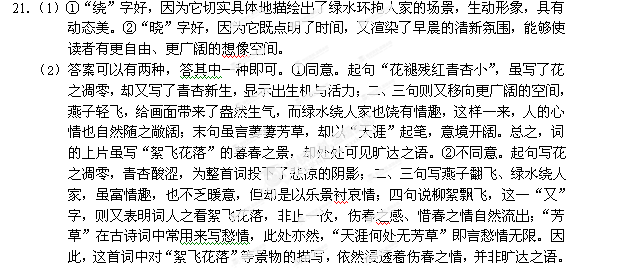 21.（1）①“绕”字好，因为它切实具体地描绘出了绿水环抱人家的场景，生动形象，具有
动态美。②“晓”字好，因为它既点明了时间，又渲染了早晨的清新氛围，能够使
读者有更自由、更广阔的想像空间。
（2）答案可以有两种，答其中一种即可。①同意。起句“花褪残红青杏小”，虽写了花
之凋零，却又写了青杏新生，显示出生机与活力；二、三句则又移向更广阔的空间，
燕子轻飞，给画面带来了盎然生气，而绿水绕人家也饶有情趣，这样一来，人的心
情也自然随之敞阔；末句虽言萋萋芳草，却以“天涯”起笔，意境开阔。总之，词
的上片虽写“絮飞花落”的暮春之景，却处处可见旷达之语。②不同意。起句写花
之凋零，青杏酸涩，为整首词投下了悲凉的阴影；二、三句写燕子翻飞、绿水绕人
家，虽富情趣，也不乏暖意，但却是以乐景衬哀情；四句说柳絮飘飞，这一“又”
字，则又表明词人之看絮飞花落，非止一次，伤春之感、惜春之情自然流出；“芳
草”在古诗词中常用来写愁情，此处亦然，“天涯何处无芳草”即言愁情无限。因
此，这首词中对“絮飞花落”等景物的描写，依然漫透着伤春之情，并非旷达之语。